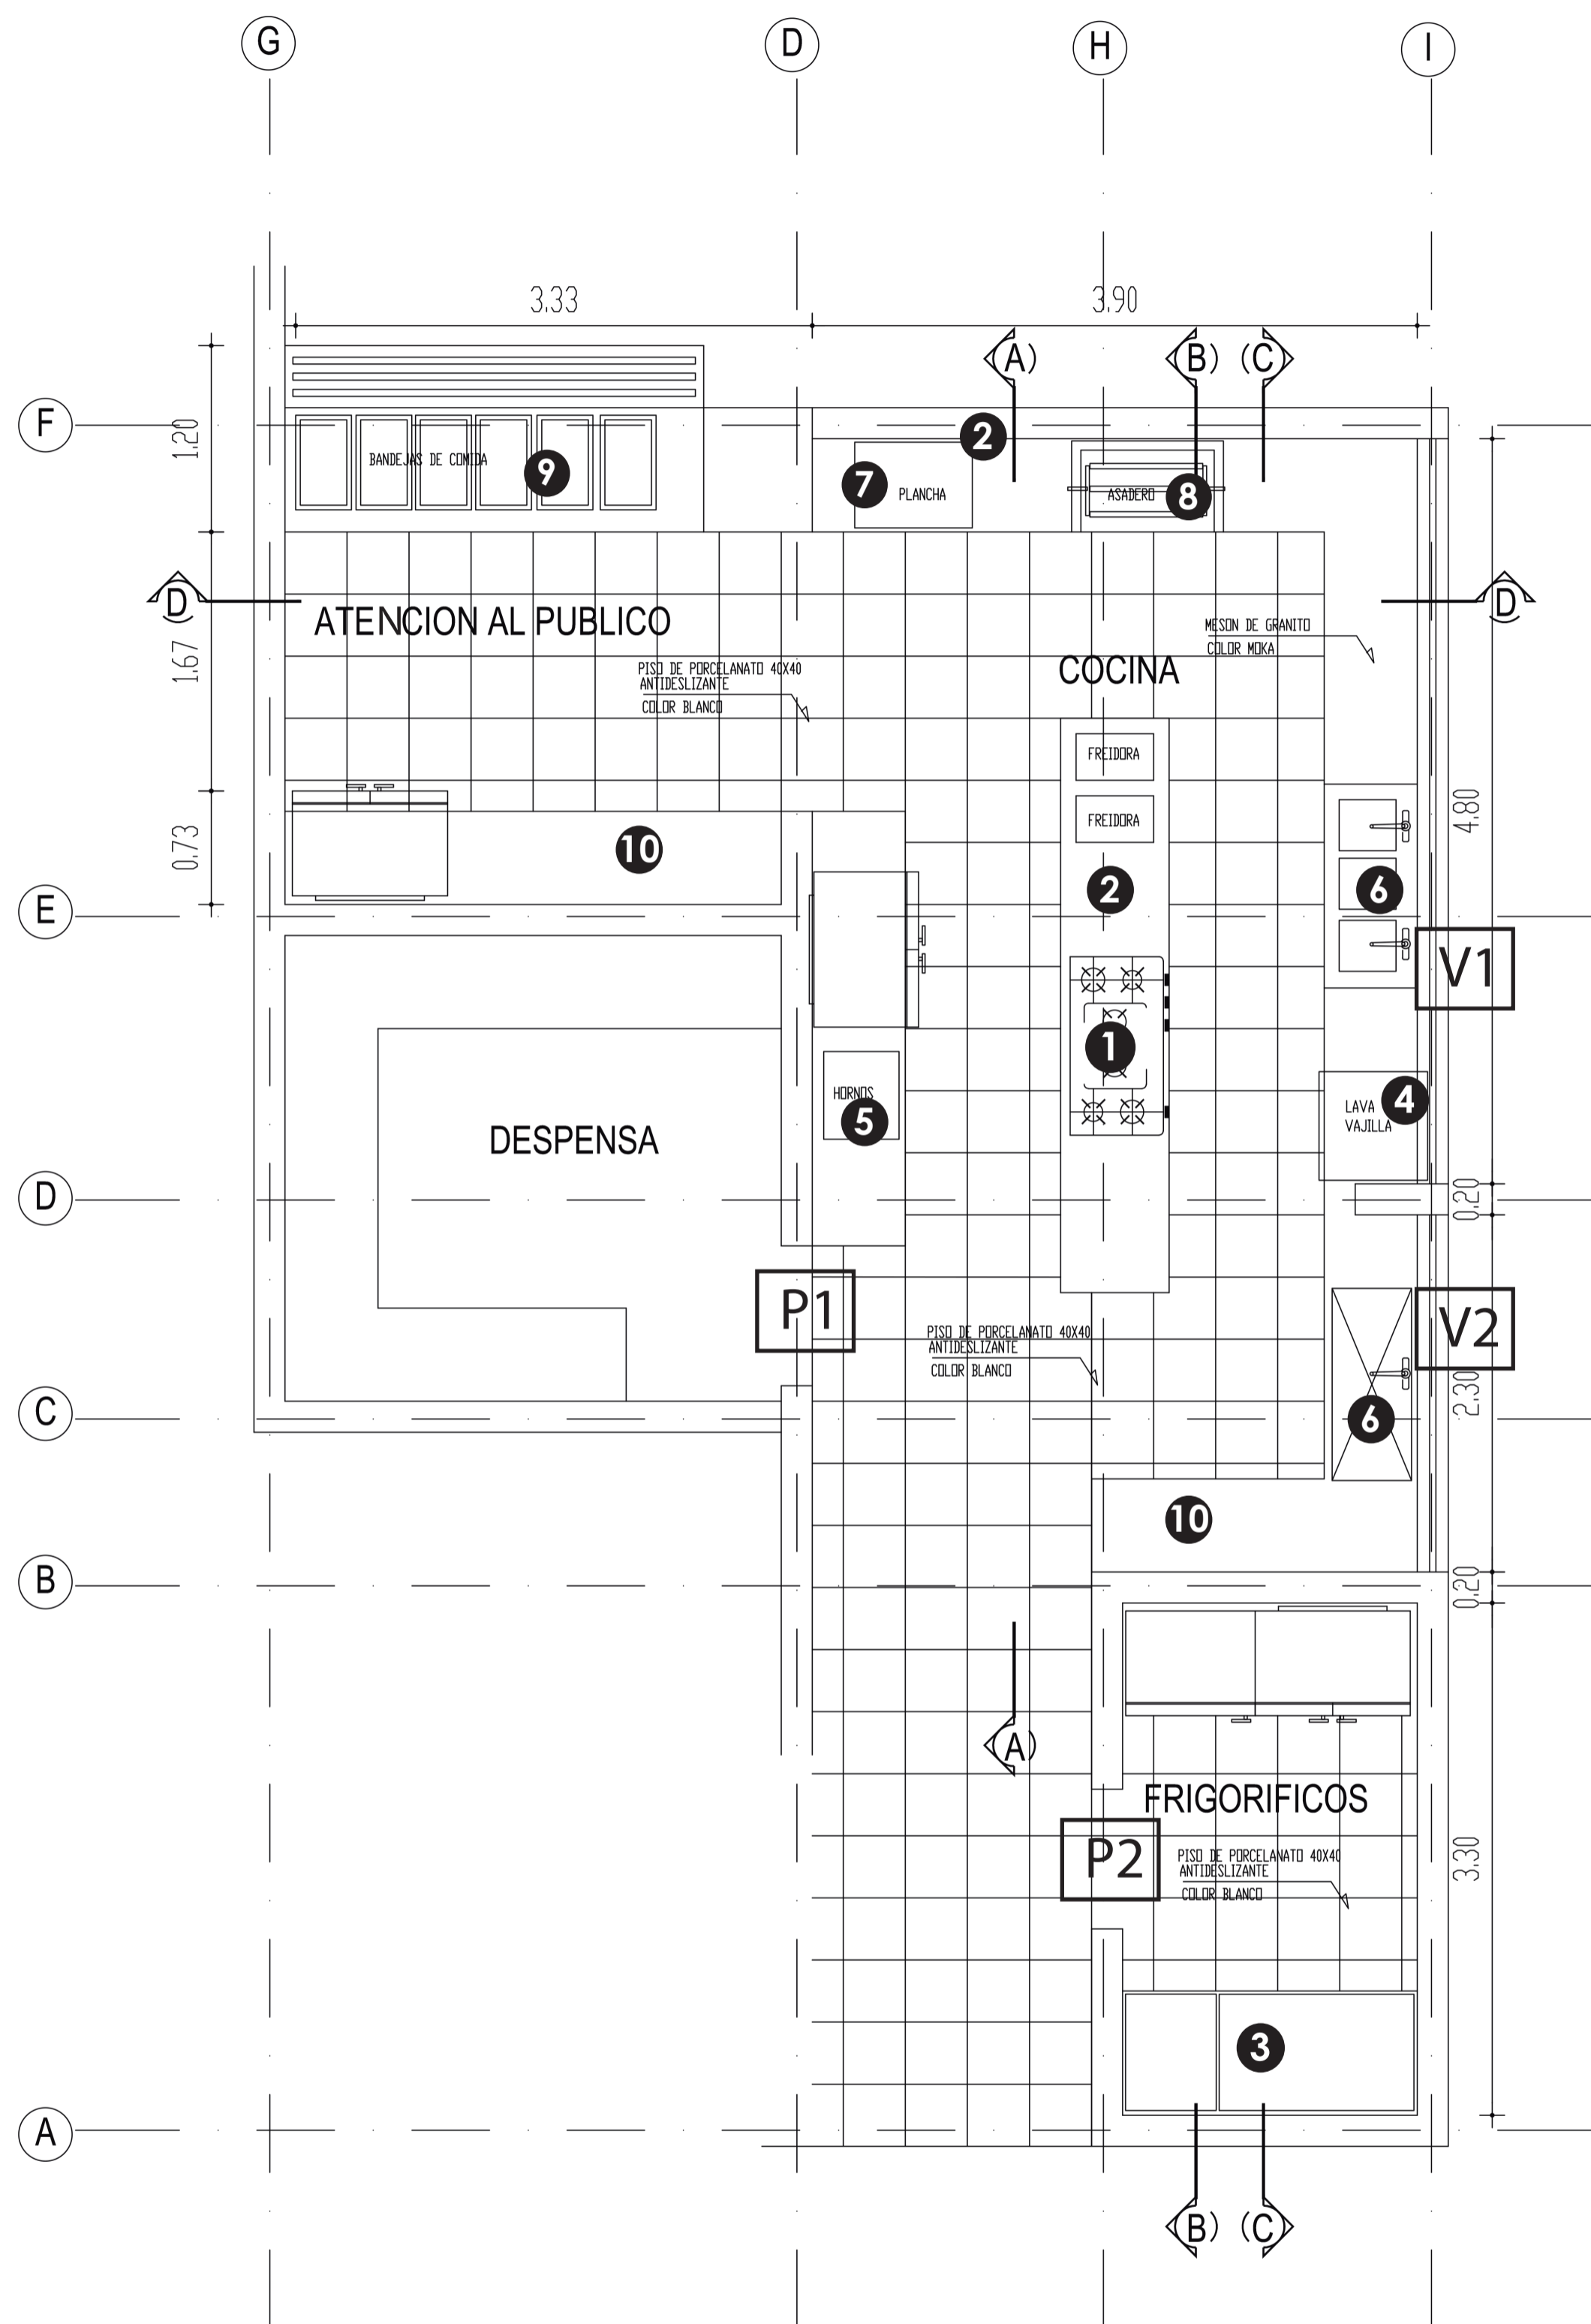 G
D
H
I
3.33
3.90
A)
B)
(C
F
1.20
2
BANDEJAS DE COMIDA
9
7
PLANCHA
ASADERO
8
D
D
ATENCION AL PUBLICO
MESON DE GRANITO
COLOR MOKA
1.67
PISO DE PORCELANATO 40X40
ANTIDESLIZANTE
COLOR BLANCO
COCINA
FREIDORA
FREIDORA
4.80
0.73
10
2
6
E
V1
1
HORNOS
5
LAVA
VAJILLA
4
DESPENSA
D
0.20
P1
V2
PISO DE PORCELANATO 40X40
ANTIDESLIZANTE
COLOR BLANCO
2.30
C
6
10
B
0.20
A)
FRIGORIFICOS
P2
PISO DE PORCELANATO 40X40
ANTIDESLIZANTE
COLOR BLANCO
3.30
3
A
B)
(C